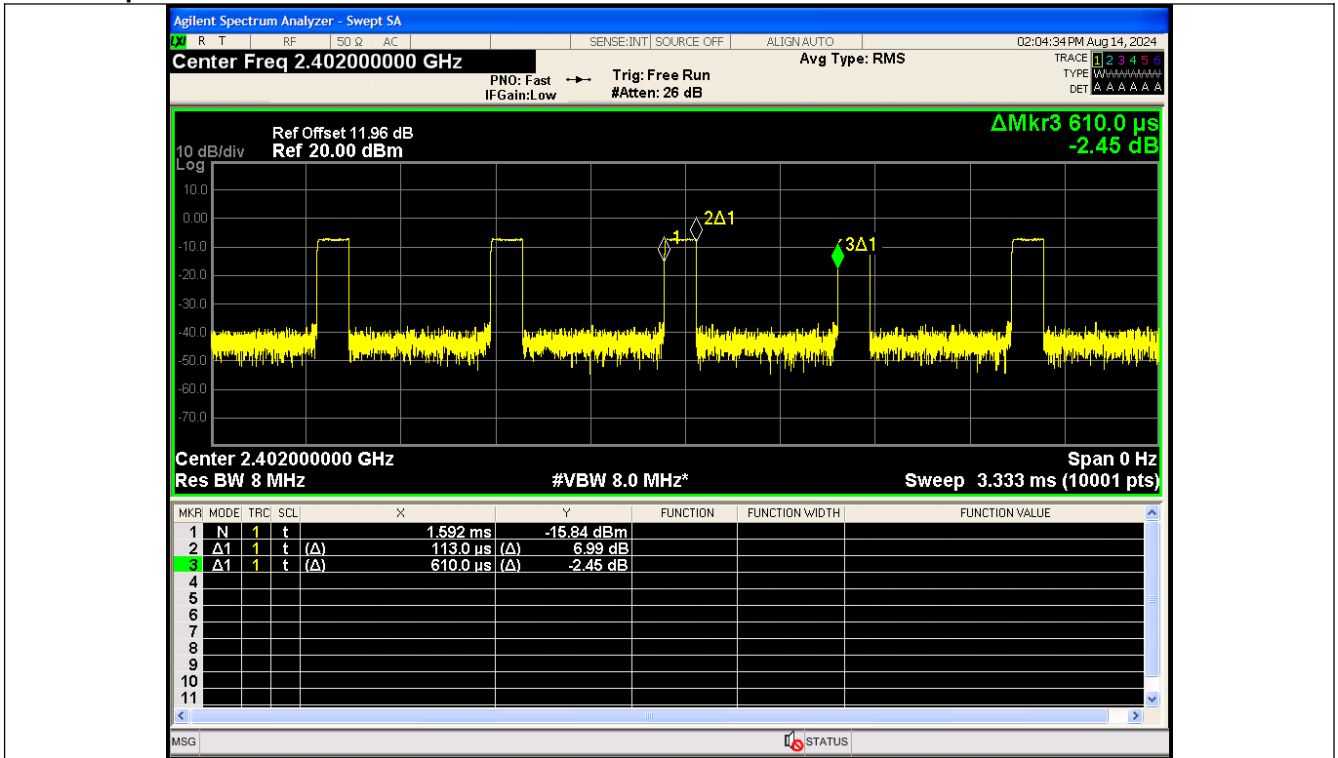 Agilent Spectrum Analyzer - Swept SA
LXI R T RF 50 Ω AC SENSE:INT SOURCE OFF ALIGN AUTO 02:04:34 PM Aug 14, 2024
Center Freq 2.402000000 GHz Avg Type: RMS TRACE 1 2 3 4 5 6
PNO: Fast Trig: Free Run TYPE W
IFGain:Low #Atten: 26 dB DET A A A A A A
ΔMkr3 610.0 µs
Ref Offset 11.96 dB
10 dB/div Ref 20.00 dBm -2.45 dB
Log
10.0
0.00
2Δ1
1
3Δ1
-10.0
-20.0
-30.0
-40.0
-50.0
-60.0
-70.0
Center 2.402000000 GHz Span 0 Hz
Res BW 8 MHz #VBW 8.0 MHz* Sweep 3.333 ms (10001 pts)
MKR MODE TRC SCL X Y FUNCTION FUNCTION WIDTH FUNCTION VALUE
1 N 1 t 1.592 ms -15.84 dBm
2 Δ1 1 t (Δ) 113.0 µs (Δ) 6.99 dB
3 Δ1 1 t (Δ) 610.0 µs (Δ) -2.45 dB
4
5
6
7
8
9
10
11
MSG STATUS